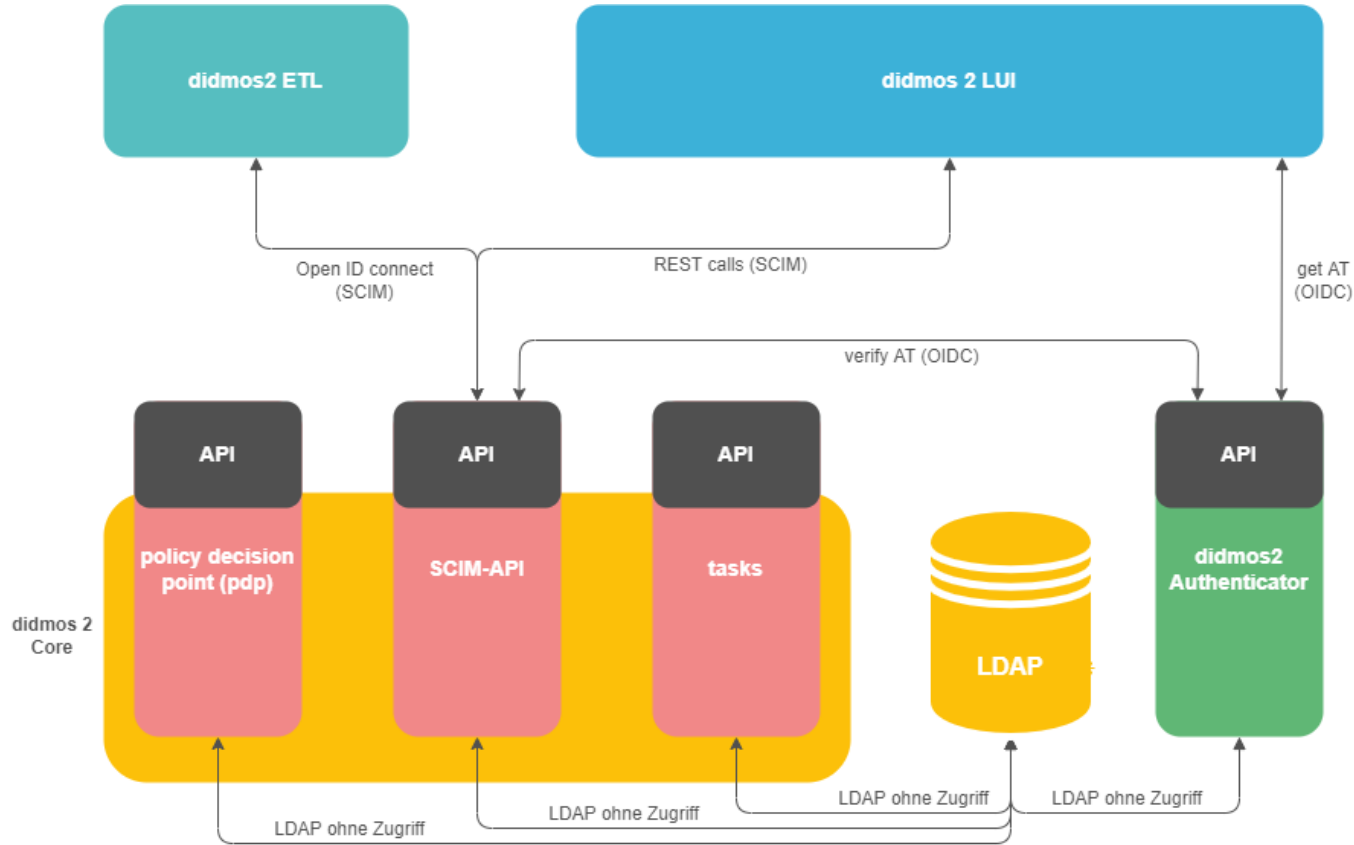 didmos2 ETL
didmos 2 LUI
Open ID connect
(SCIM)
REST calls (SCIM)
get AT
(OIDC)
verify AT (OIDC)
API
API
API
API
policy decision
point (pdp)
SCIM-API
tasks
didmos2
Authenticator
didmos 2
Core
LDAP
LDAP ohne Zugriff
LDAP ohne Zugriff
LDAP ohne Zugriff
LDAP ohne Zugriff